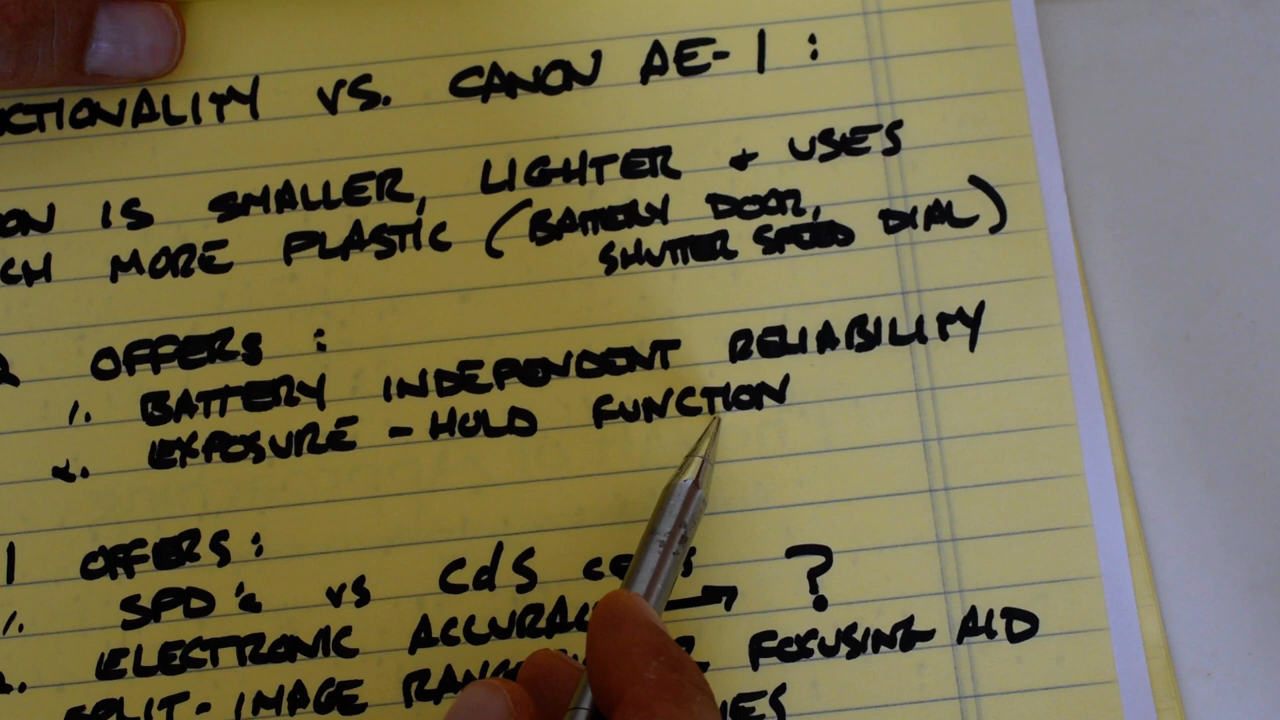 CTIONALITY VS. CANON AE-1 :
ON IS SMALLER, LIGHTER + USES
CH MORE PLASTIC (BATTERY DOOR,
SHUTTER SPEED DIAL)
OFFERS :
1. BATTERY INDEPENDENT RELIABILITY
2. EXPOSURE - HOLD FUNCTION
1 OFFERS :
1. SPD's vs CdS
2. ELECTRONIC ACCURAC → ?
SPLIT-IMAGE FOCUSING AID